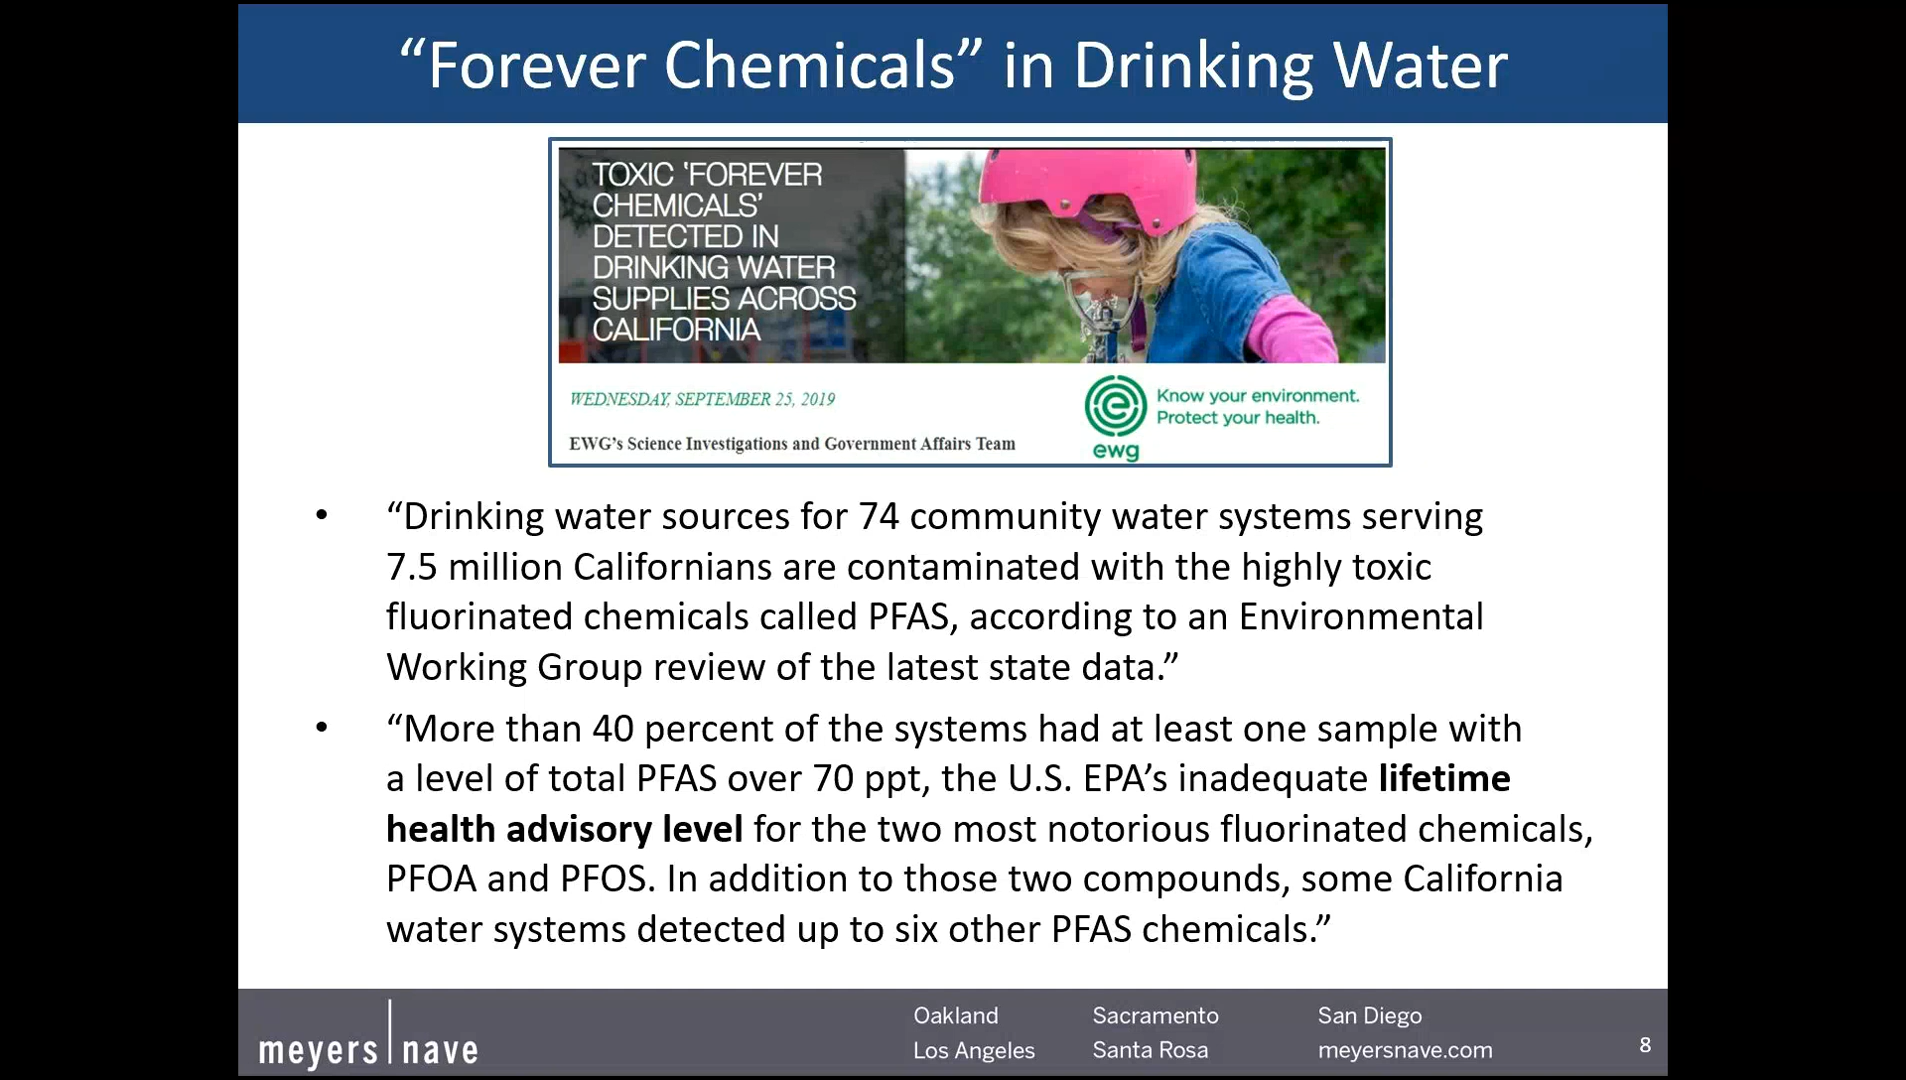 “Forever Chemicals” in Drinking Water
TOXIC ‘FOREVER
CHEMICALS’
DETECTED IN
DRINKING WATER
SUPPLIES ACROSS
CALIFORNIA
WEDNESDAY, SEPTEMBER 25, 2019
EWG’s Science Investigations and Government Affairs Team
e
ewg
Know your environment.
Protect your health.
• “Drinking water sources for 74 community water systems serving
7.5 million Californians are contaminated with the highly toxic
fluorinated chemicals called PFAS, according to an Environmental
Working Group review of the latest state data.”
• “More than 40 percent of the systems had at least one sample with
a level of total PFAS over 70 ppt, the U.S. EPA’s inadequate lifetime
health advisory level for the two most notorious fluorinated chemicals,
PFOA and PFOS. In addition to those two compounds, some California
water systems detected up to six other PFAS chemicals.”
meyers | nave
Oakland Sacramento San Diego
Los Angeles Santa Rosa meyersnave.com
8